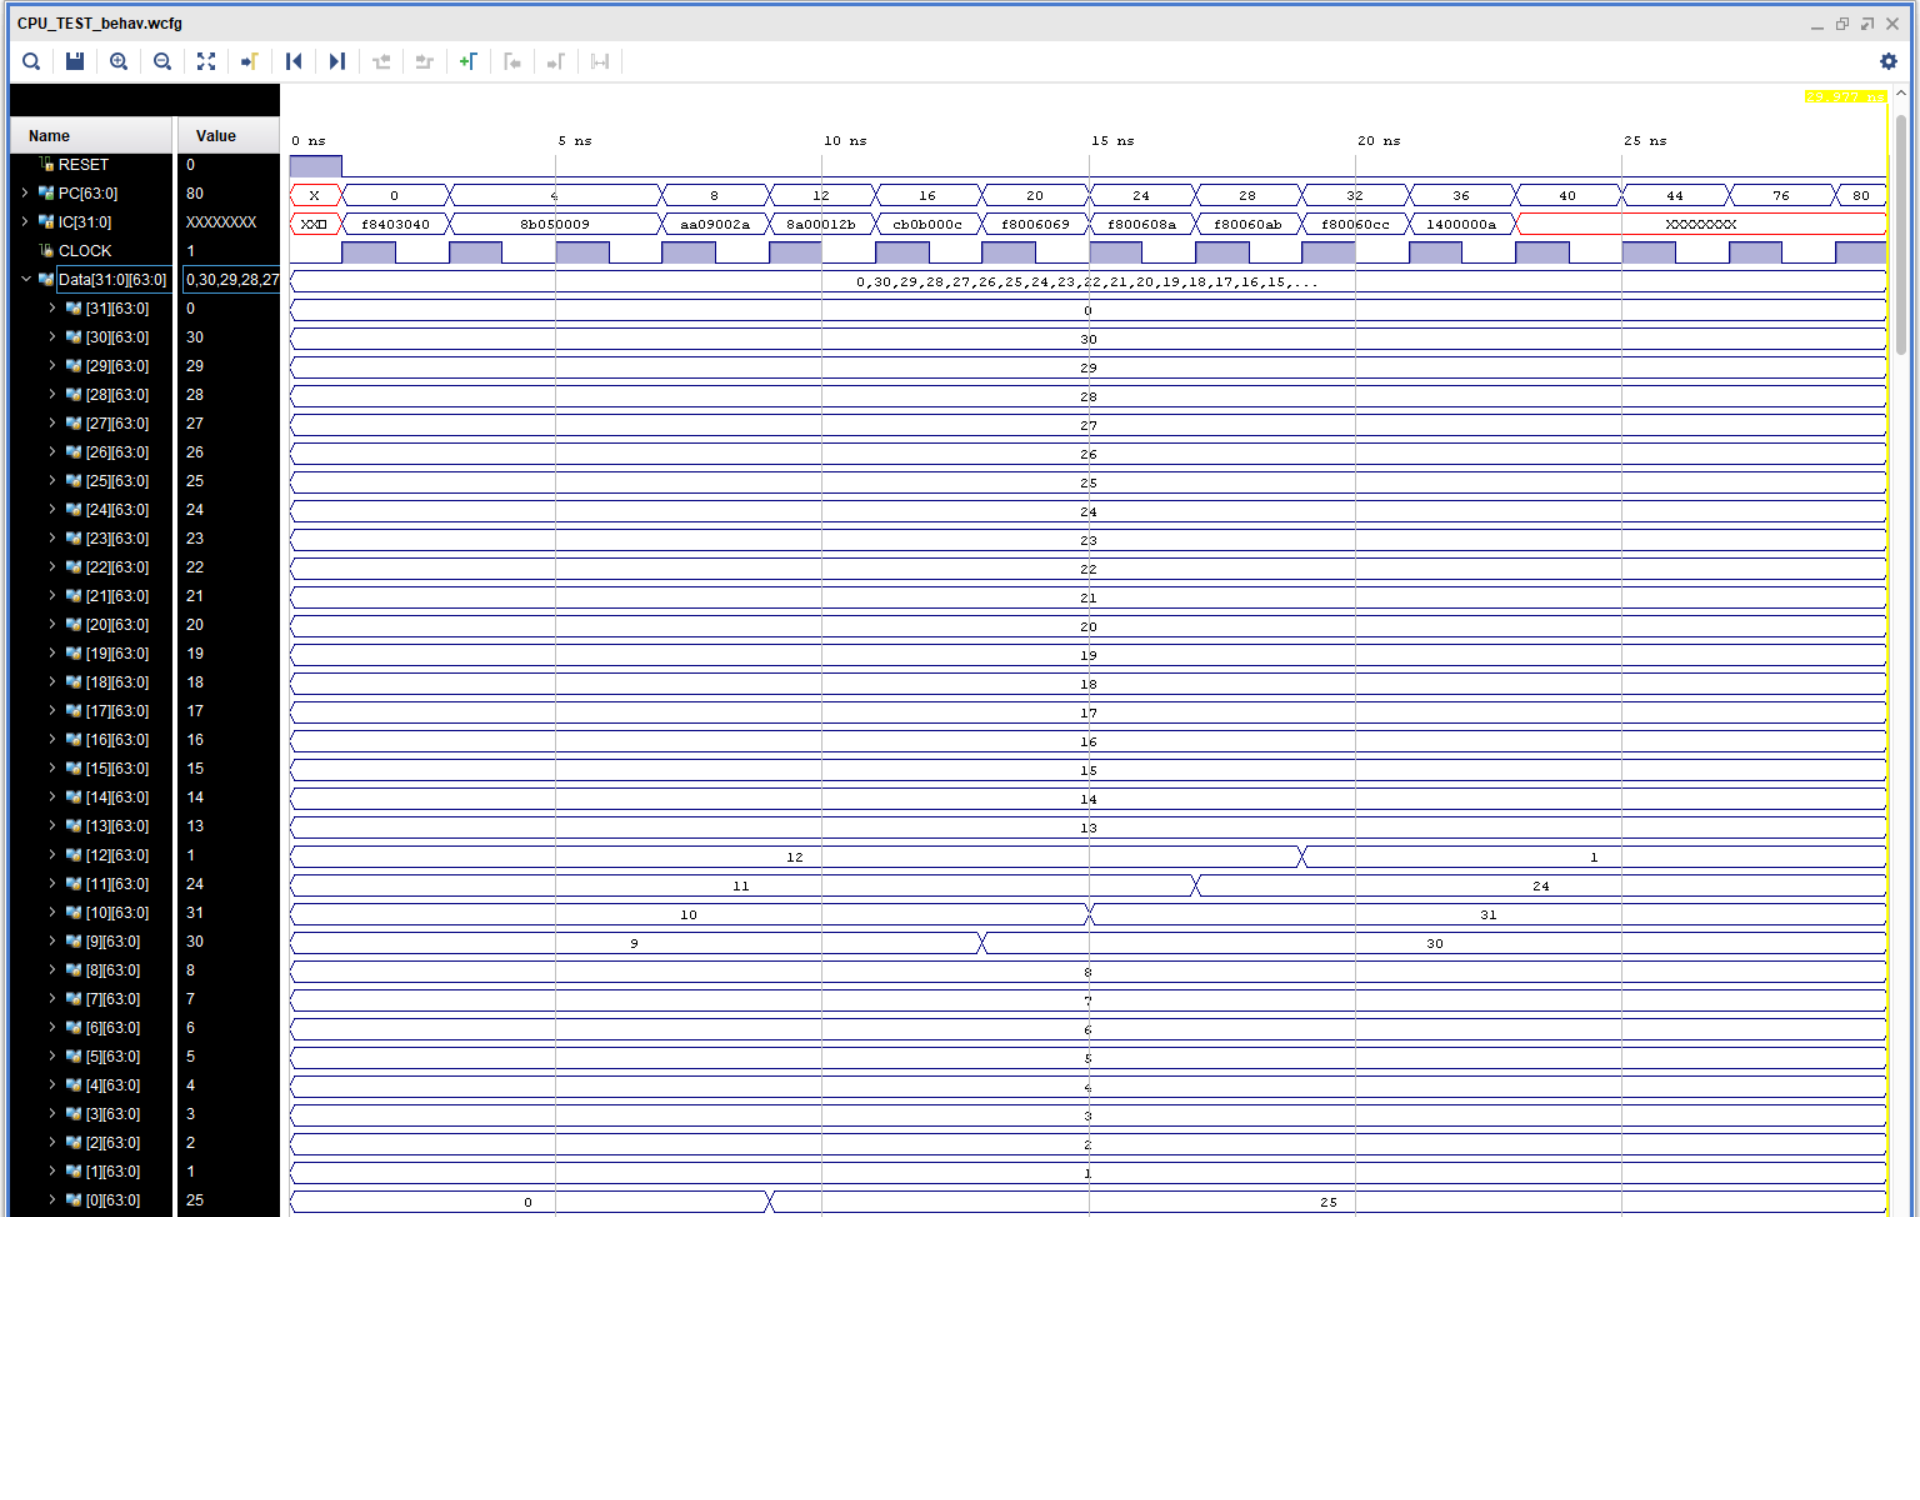 CPU_TEST_behav.wcfg
29.977 ns
Name Value
0 ns 5 ns 10 ns 15 ns 20 ns 25 ns
RESET 0
PC[63:0] 80 X 0 4 8 12 16 20 24 28 32 36 40 44 76 80
IC[31:0] XXXXXXXX XX f8403040 8b050009 aa09002a 8a00012b cb0b000c f8006069 f800608a f80060ab f80060cc 1400000a XXXXXXXX
CLOCK 1
Data[31:0][63:0] 0,30,29,28,27 0,30,29,28,27,26,25,24,23,22,21,20,19,18,17,16,15,...
[31][63:0] 0 0
[30][63:0] 30 30
[29][63:0] 29 29
[28][63:0] 28 28
[27][63:0] 27 27
[26][63:0] 26 26
[25][63:0] 25 25
[24][63:0] 24 24
[23][63:0] 23 23
[22][63:0] 22 22
[21][63:0] 21 21
[20][63:0] 20 20
[19][63:0] 19 19
[18][63:0] 18 18
[17][63:0] 17 17
[16][63:0] 16 16
[15][63:0] 15 15
[14][63:0] 14 14
[13][63:0] 13 13
[12][63:0] 1 12 1
[11][63:0] 24 11 24
[10][63:0] 31 10 31
[9][63:0] 30 9 30
[8][63:0] 8 8
[7][63:0] 7 7
[6][63:0] 6 6
[5][63:0] 5 5
[4][63:0] 4 4
[3][63:0] 3 3
[2][63:0] 2 2
[1][63:0] 1 1
[0][63:0] 25 0 25